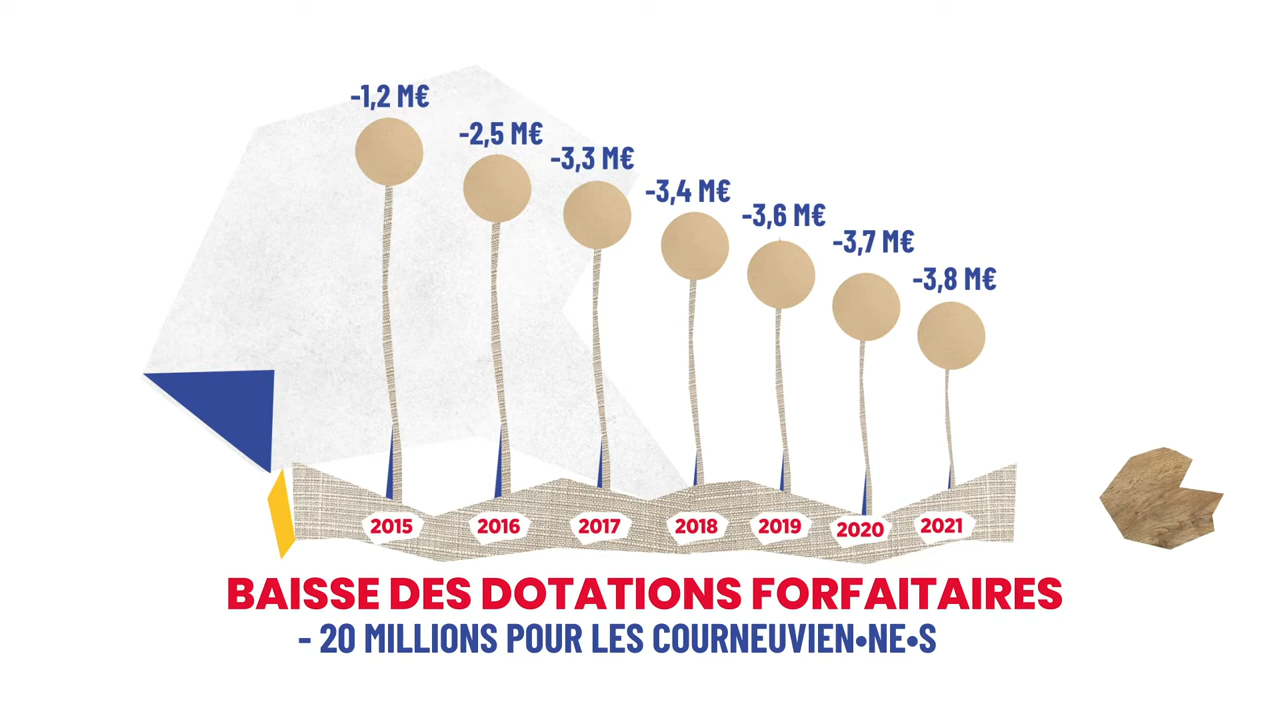 -1,2 M€
-2,5 M€
-3,3 M€
-3,4 M€
-3,6 M€
-3,7 M€
-3,8 M€
2015 2016 2017 2018 2019 2020 2021
BAISSE DES DOTATIONS FORFAITAIRES
- 20 MILLIONS POUR LES COURNEUVIEN•NE•S